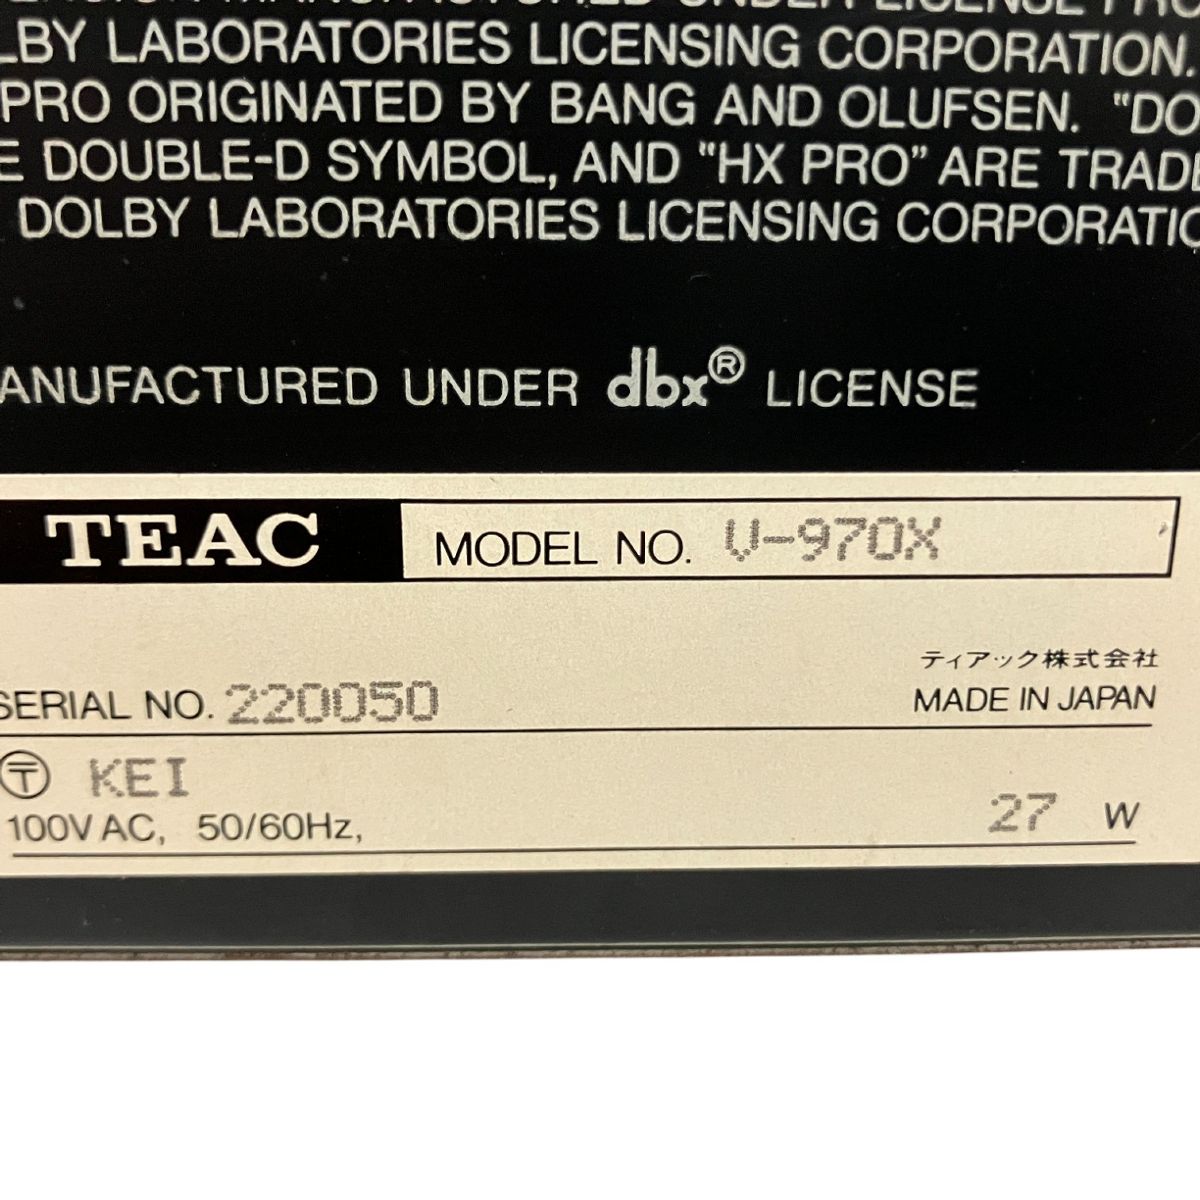 LBY LABORATORIES LICENSING CORPORATION.
PRO ORIGINATED BY BANG AND OLUFSEN. "DO
E DOUBLE-D SYMBOL, AND "HX PRO" ARE TRADE
DOLBY LABORATORIES LICENSING CORPORATIO
ANUFACTURED UNDER dbx® LICENSE
TEAC MODEL NO. V-970X
ティアック株式会社
SERIAL NO. 220050 MADE IN JAPAN
〒 KEI
100V AC, 50/60Hz, 27 W